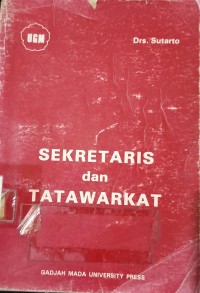 UGM
Drs. Sutarto
SEKRETARIS
dan
TATAWARKAT
GADJAH MADA UNIVERSITY PRESS